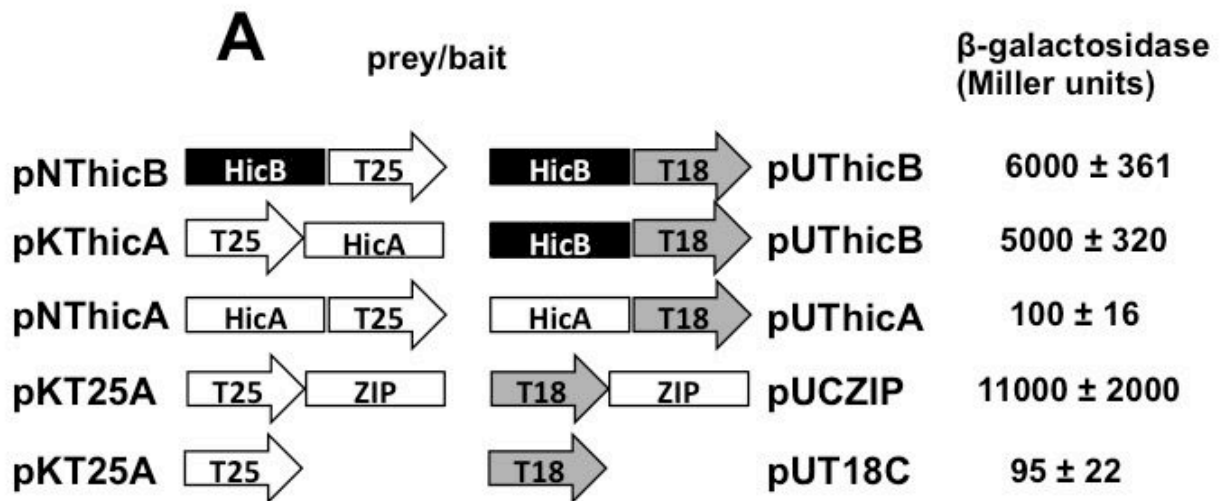 A
prey/bait
β-galactosidase
(Miller units)
pNThicB HicB T25 HicB T18 pUThicB 6000 ± 361
pKThicA T25 HicA HicB T18 pUThicB 5000 ± 320
pNThicA HicA T25 HicA T18 pUThicA 100 ± 16
pKT25A T25 ZIP T18 ZIP pUCZIP 11000 ± 2000
pKT25A T25 T18 pUT18C 95 ± 22